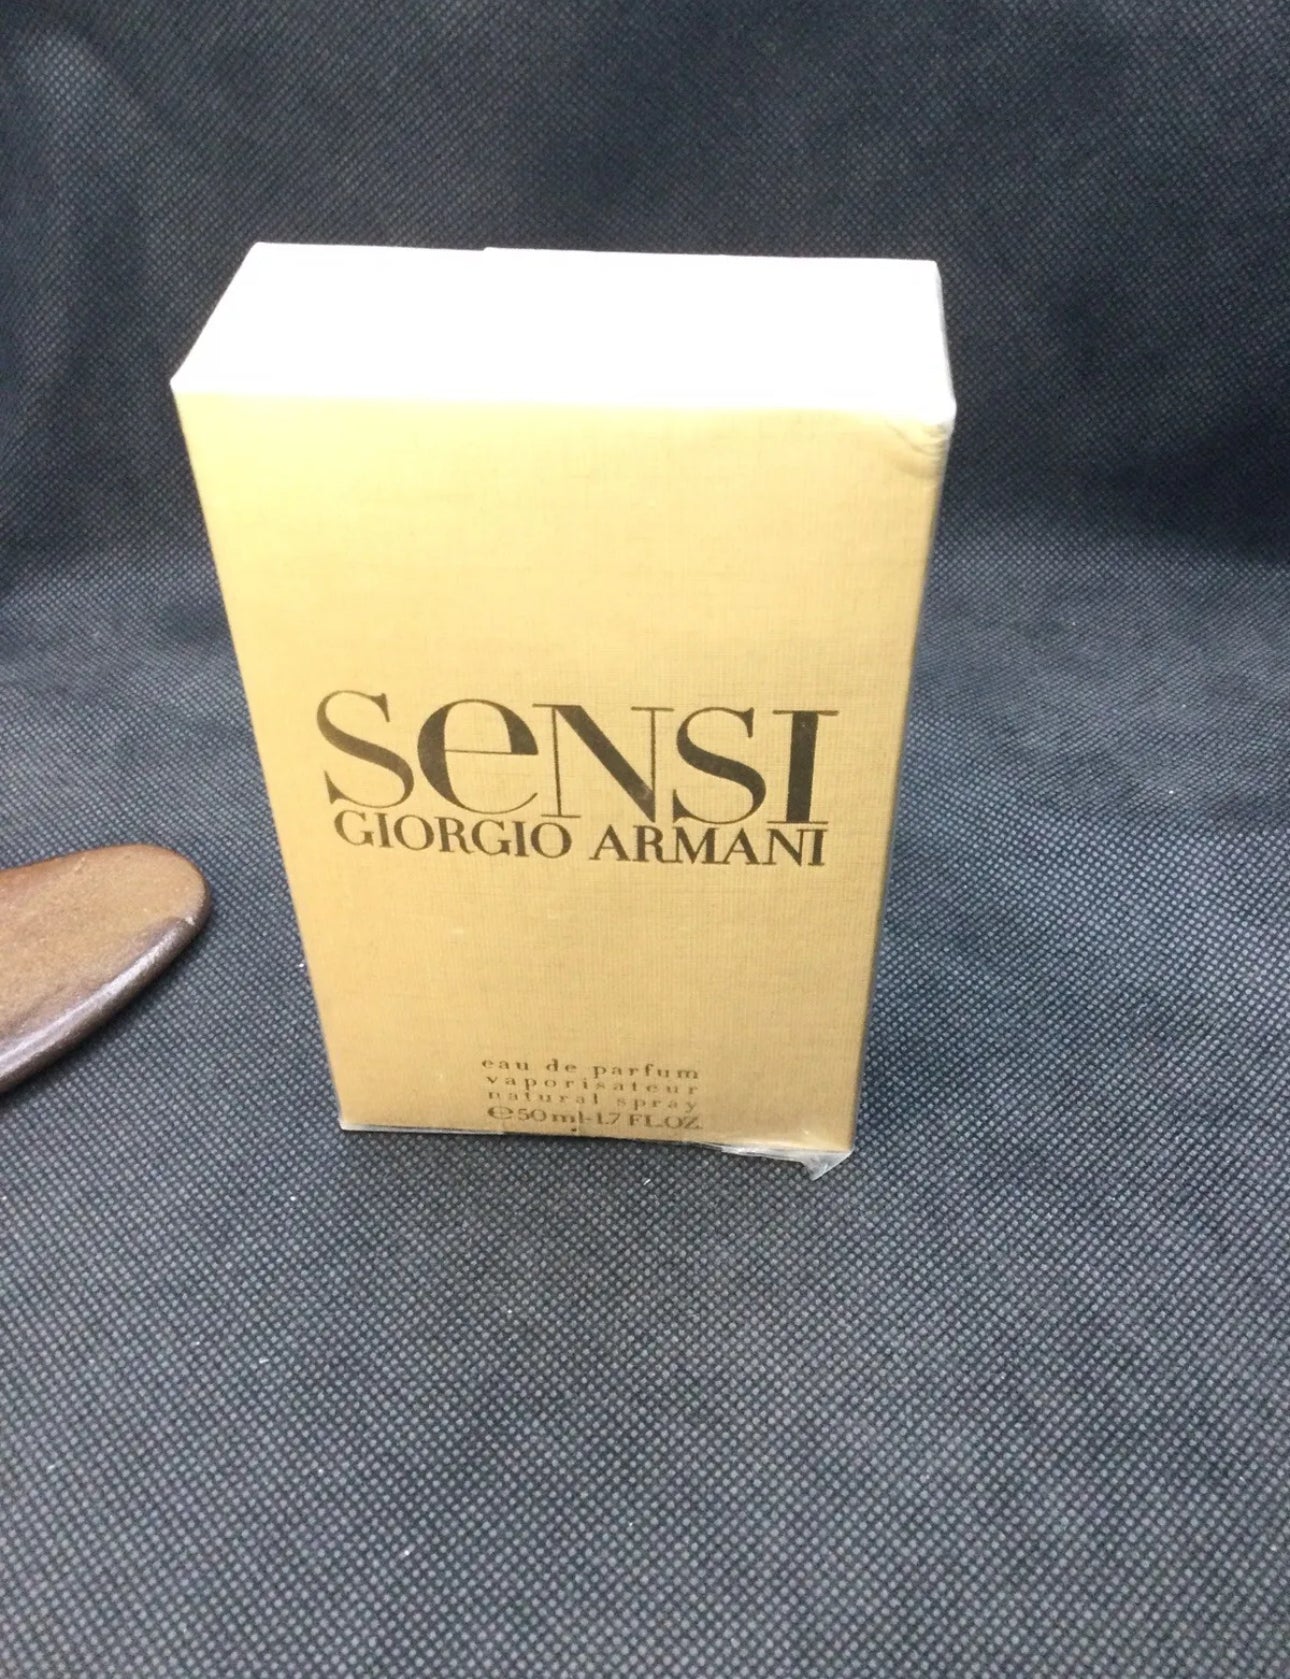 SeNSI
GIORGIO ARMANI
eau de parfum
vaporisateur
natural spray
℮50 ml-1.7 FL.OZ.